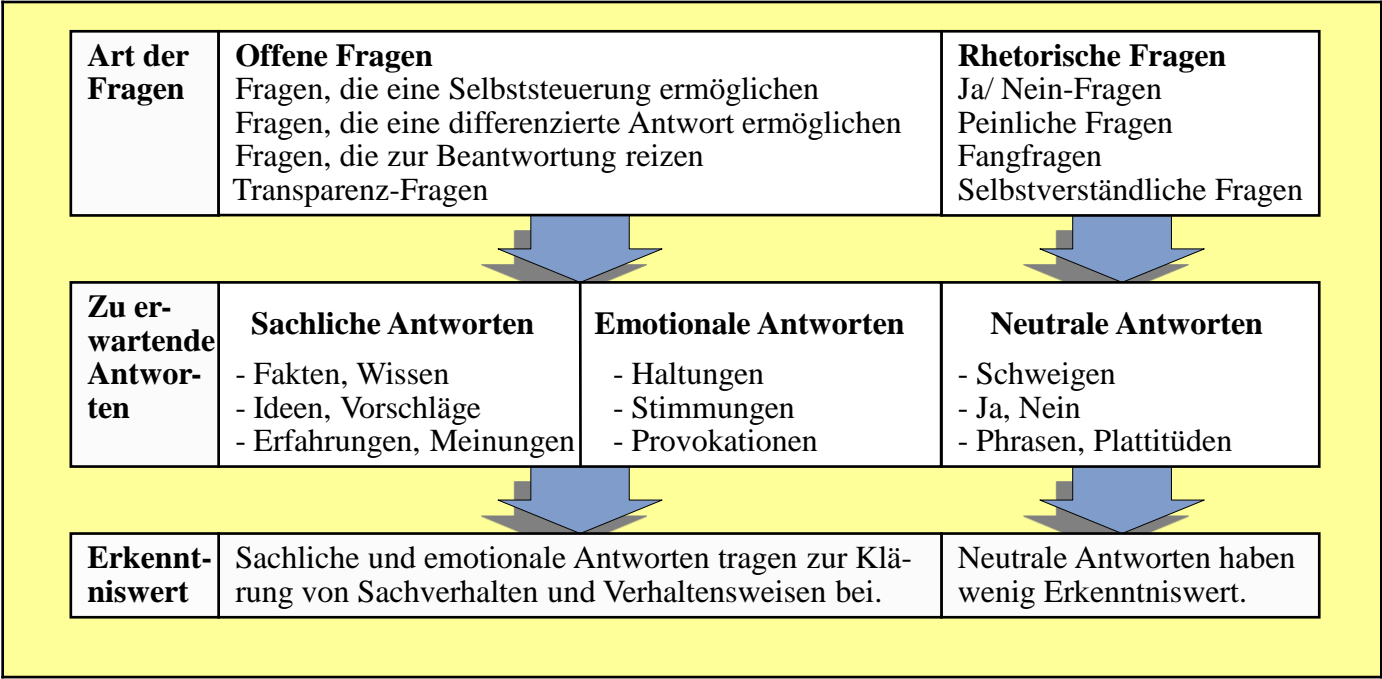 Art der
Fragen
Offene Fragen
Fragen, die eine Selbststeuerung ermöglichen
Fragen, die eine differenzierte Antwort ermöglichen
Fragen, die zur Beantwortung reizen
Transparenz-Fragen
Rhetorische Fragen
Ja/ Nein-Fragen
Peinliche Fragen
Fangfragen
Selbstverständliche Fragen
Zu er-
wartende
Antwor-
ten
Sachliche Antworten
- Fakten, Wissen
- Ideen, Vorschläge
- Erfahrungen, Meinungen
Emotionale Antworten
- Haltungen
- Stimmungen
- Provokationen
Neutrale Antworten
- Schweigen
- Ja, Nein
- Phrasen, Plattitüden
Erkennt-
niswert
Sachliche und emotionale Antworten tragen zur Klä-
rung von Sachverhalten und Verhaltensweisen bei.
Neutrale Antworten haben
wenig Erkenntniswert.